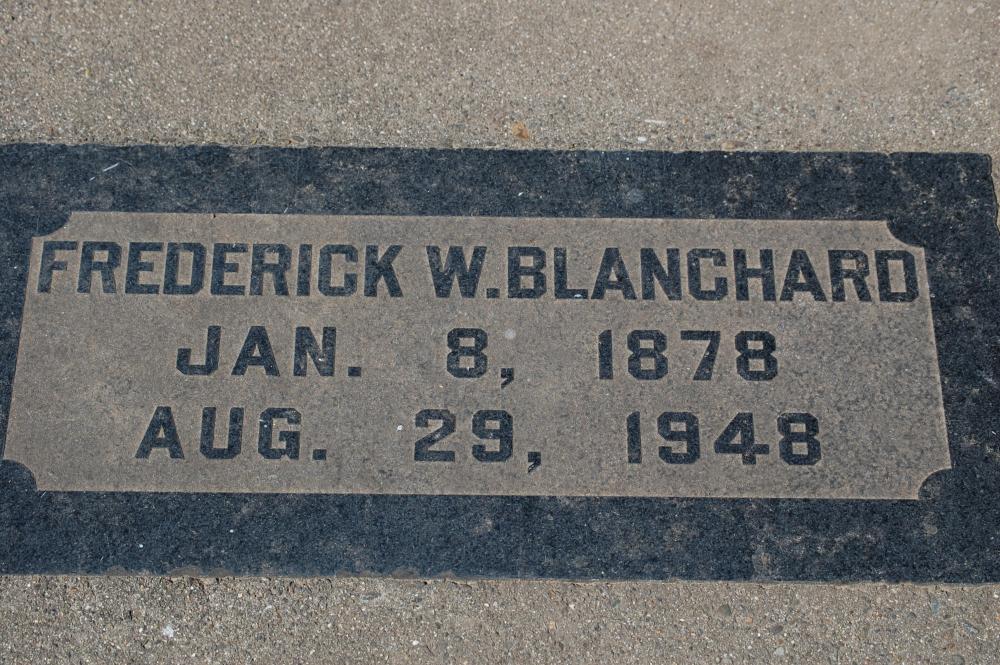 FREDERICK W. BLANCHARD
JAN. 8, 1878
AUG. 29, 1948